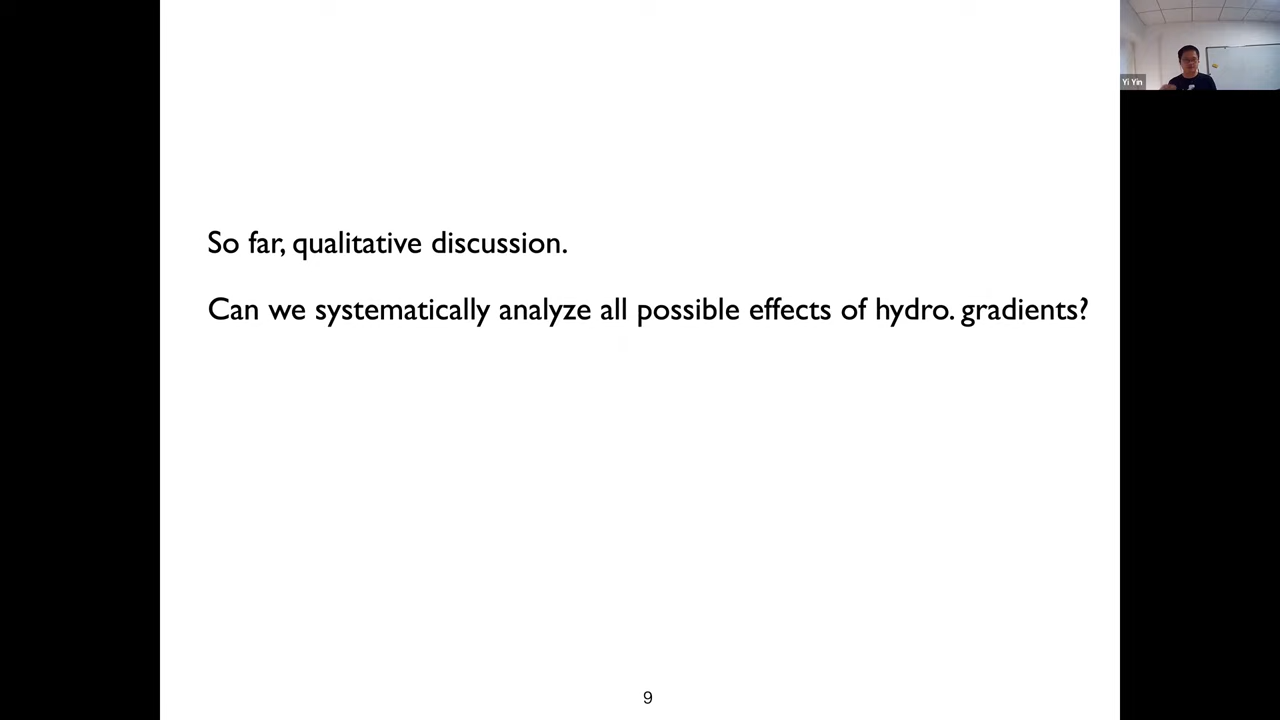 Yi Yin
So far, qualitative discussion.
Can we systematically analyze all possible effects of hydro. gradients?
9